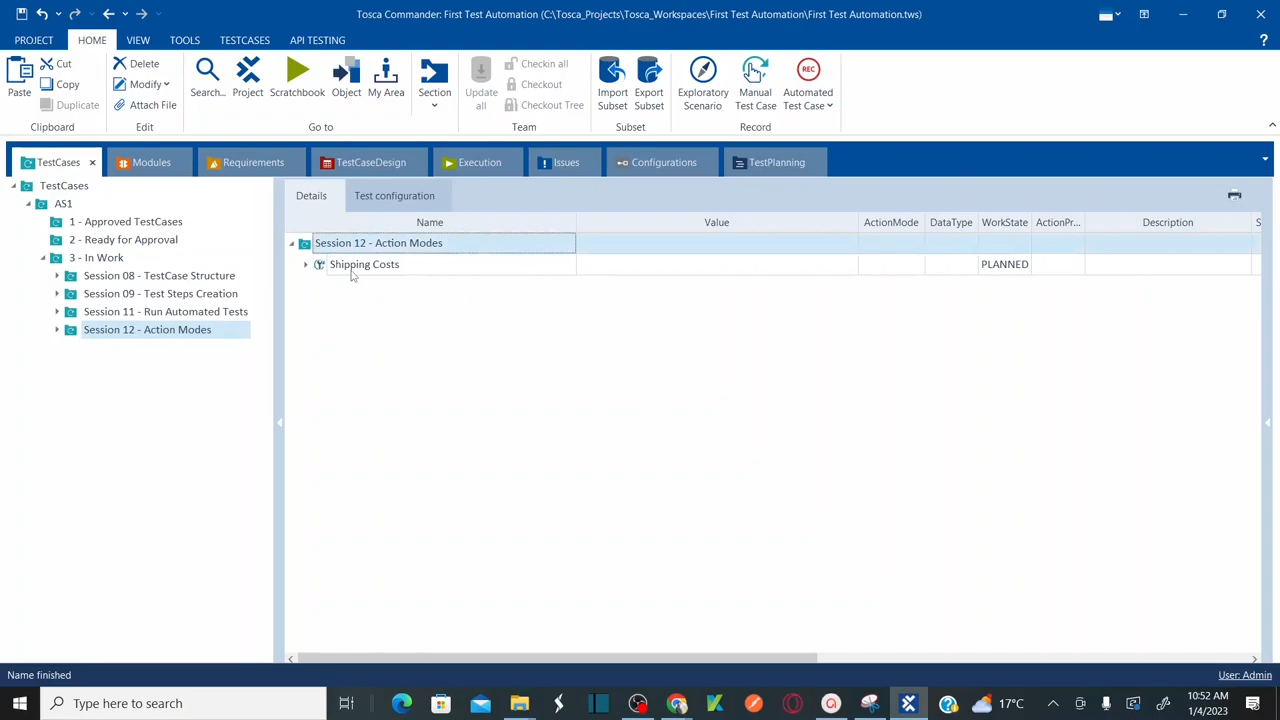 Tosca Commander: First Test Automation (C:\Tosca_Projects\Tosca_Workspaces\First Test Automation\First Test Automation.tws)
PROJECT HOME VIEW TOOLS TESTCASES API TESTING ?
Paste Cut Copy Duplicate
Delete Modify Attach File
Search... Project Scratchbook Object My Area Section
Update all Checkin all Checkout Checkout Tree
Import Subset Export Subset
Exploratory Scenario Manual Test Case REC Automated Test Case
Clipboard Edit Go to Team Subset Record
TestCases Modules Requirements TestCaseDesign Execution Issues Configurations TestPlanning
TestCases
AS1
1 - Approved TestCases
2 - Ready for Approval
3 - In Work
Session 08 - TestCase Structure
Session 09 - Test Steps Creation
Session 11 - Run Automated Tests
Session 12 - Action Modes
Details Test configuration
Name Value ActionMode DataType WorkState ActionPr... Description S
Session 12 - Action Modes
Shipping Costs PLANNED
Name finished User: Admin
Type here to search 17°C 10:52 AM
1/4/2023